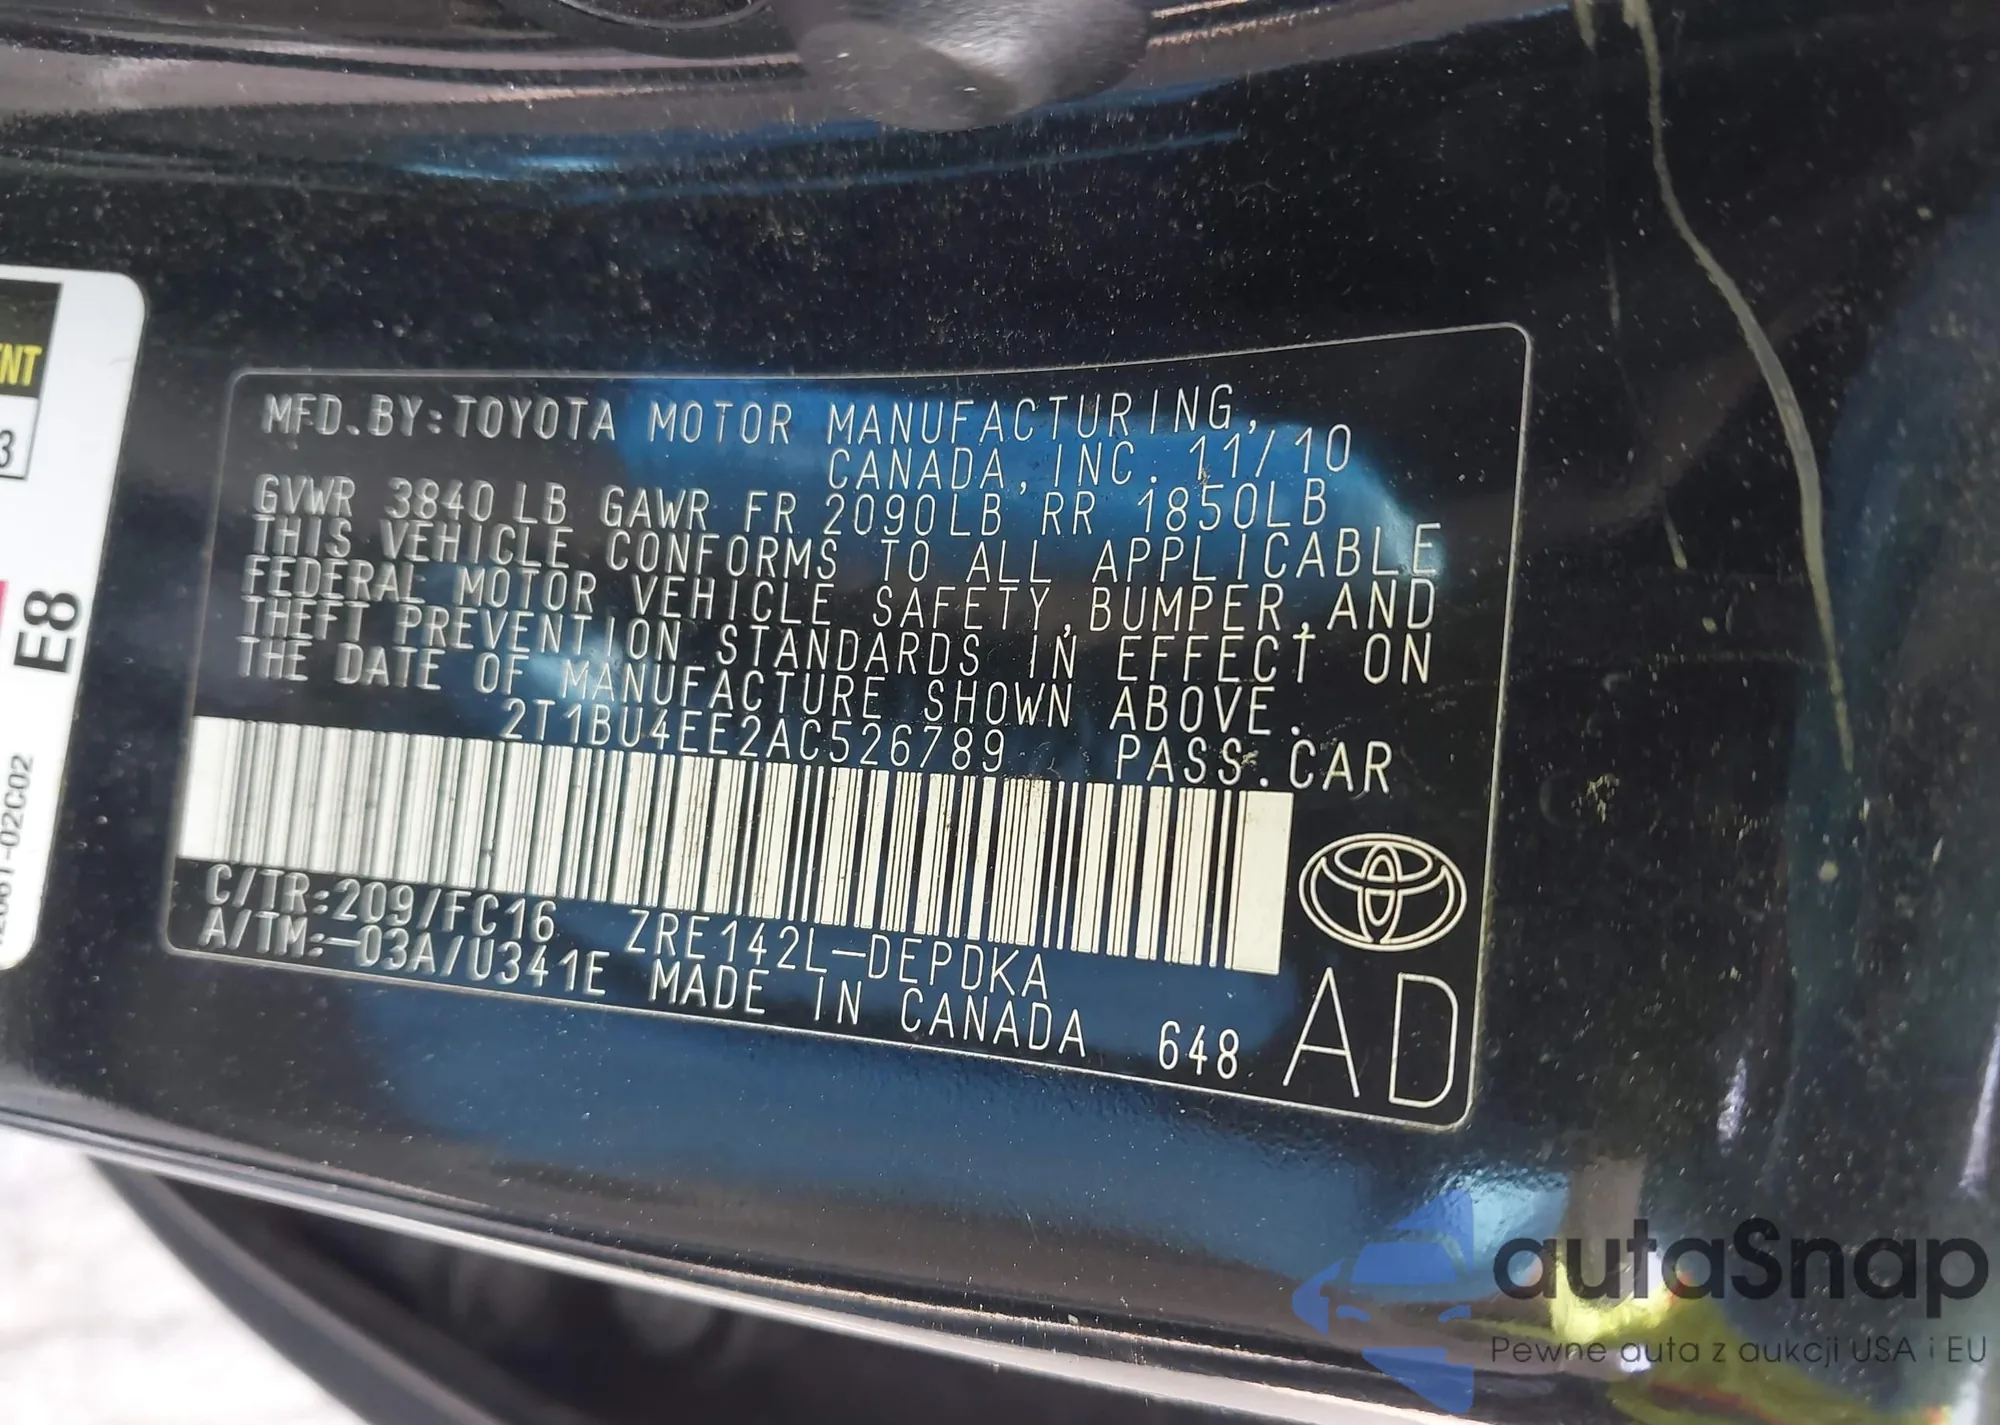 MFD.BY:TOYOTA MOTOR MANUFACTURING,
CANADA,INC. 11/10
GVWR 3840 LB GAWR FR 2090LB RR 1850LB
THIS VEHICLE CONFORMS TO ALL APPLICABLE
FEDERAL MOTOR VEHICLE SAFETY,BUMPER,AND
THEFT PREVENTION STANDARDS IN EFFECT ON
THE DATE OF MANUFACTURE SHOWN ABOVE.
2T1BU4EE2AC526789 PASS.CAR
C/TR:209/FC16 ZRE142L-DEPDKA
A/TM:-03A/U341E MADE IN CANADA 648 AD
E8
3
autaSnap
Pewne auta z aukcji USA i EU